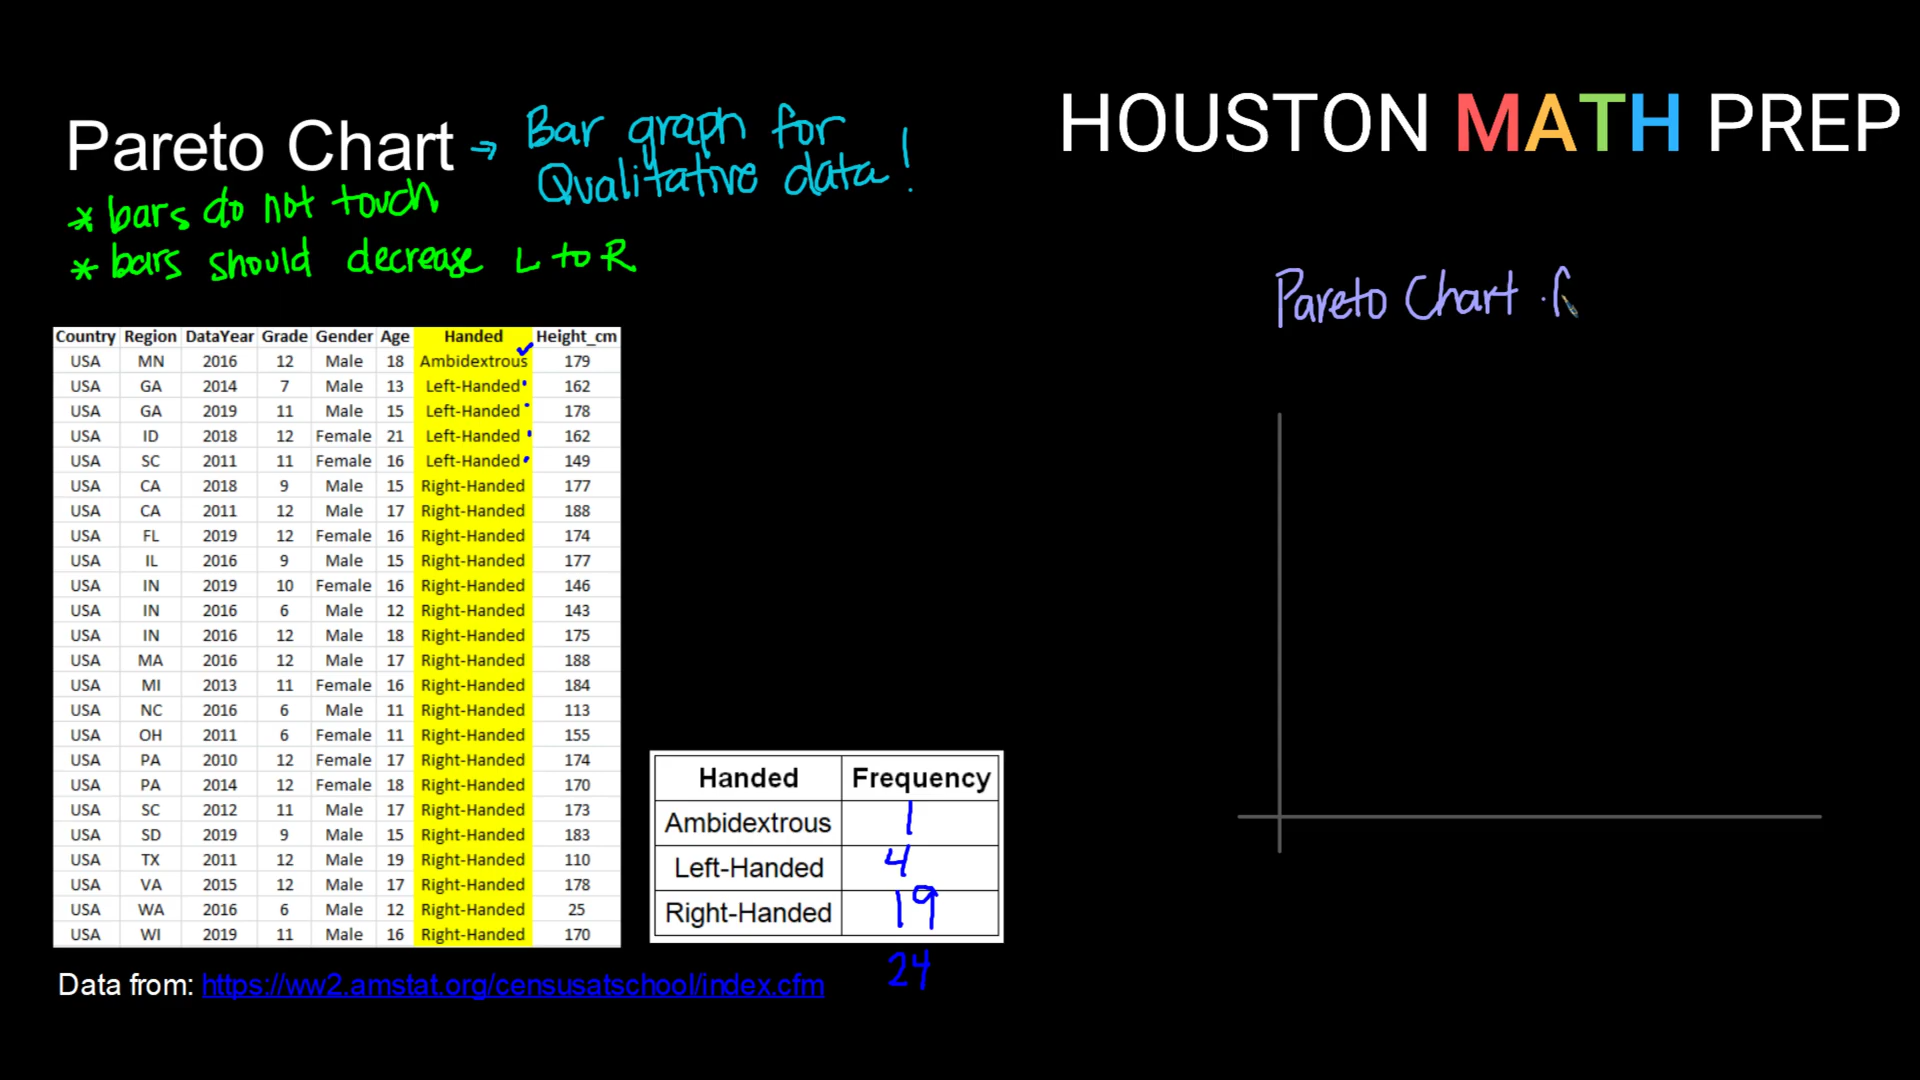 HOUSTON MATH PREP
Pareto Chart → Bar graph for
Qualitative data!
* bars do not touch
* bars should decrease L to R
Pareto Chart
Country Region DataYear Grade Gender Age Handed Height_cm
USA MN 2016 12 Male 18 Ambidextrous 179
USA GA 2014 7 Male 13 Left-Handed 162
USA GA 2019 11 Male 15 Left-Handed 178
USA ID 2018 12 Female 21 Left-Handed 162
USA SC 2011 11 Female 16 Left-Handed 149
USA CA 2018 9 Male 15 Right-Handed 177
USA CA 2011 12 Male 17 Right-Handed 188
USA FL 2019 12 Female 16 Right-Handed 174
USA IL 2016 9 Male 15 Right-Handed 177
USA IN 2019 10 Female 16 Right-Handed 146
USA IN 2016 6 Male 12 Right-Handed 143
USA IN 2016 12 Male 18 Right-Handed 175
USA MA 2016 12 Male 17 Right-Handed 188
USA MI 2013 11 Female 16 Right-Handed 184
USA NC 2016 6 Male 11 Right-Handed 113
USA OH 2011 6 Female 11 Right-Handed 155
USA PA 2010 12 Female 17 Right-Handed 174
USA PA 2014 12 Female 18 Right-Handed 170
USA SC 2012 11 Male 17 Right-Handed 173
USA SD 2019 9 Male 15 Right-Handed 183
USA TX 2011 12 Male 19 Right-Handed 110
USA VA 2015 12 Male 17 Right-Handed 178
USA WA 2016 6 Male 12 Right-Handed 25
USA WI 2019 11 Male 16 Right-Handed 170
Handed Frequency
Ambidextrous 1
Left-Handed 4
Right-Handed 19
24
Data from: https://ww2.amstat.org/censusatschool/index.cfm